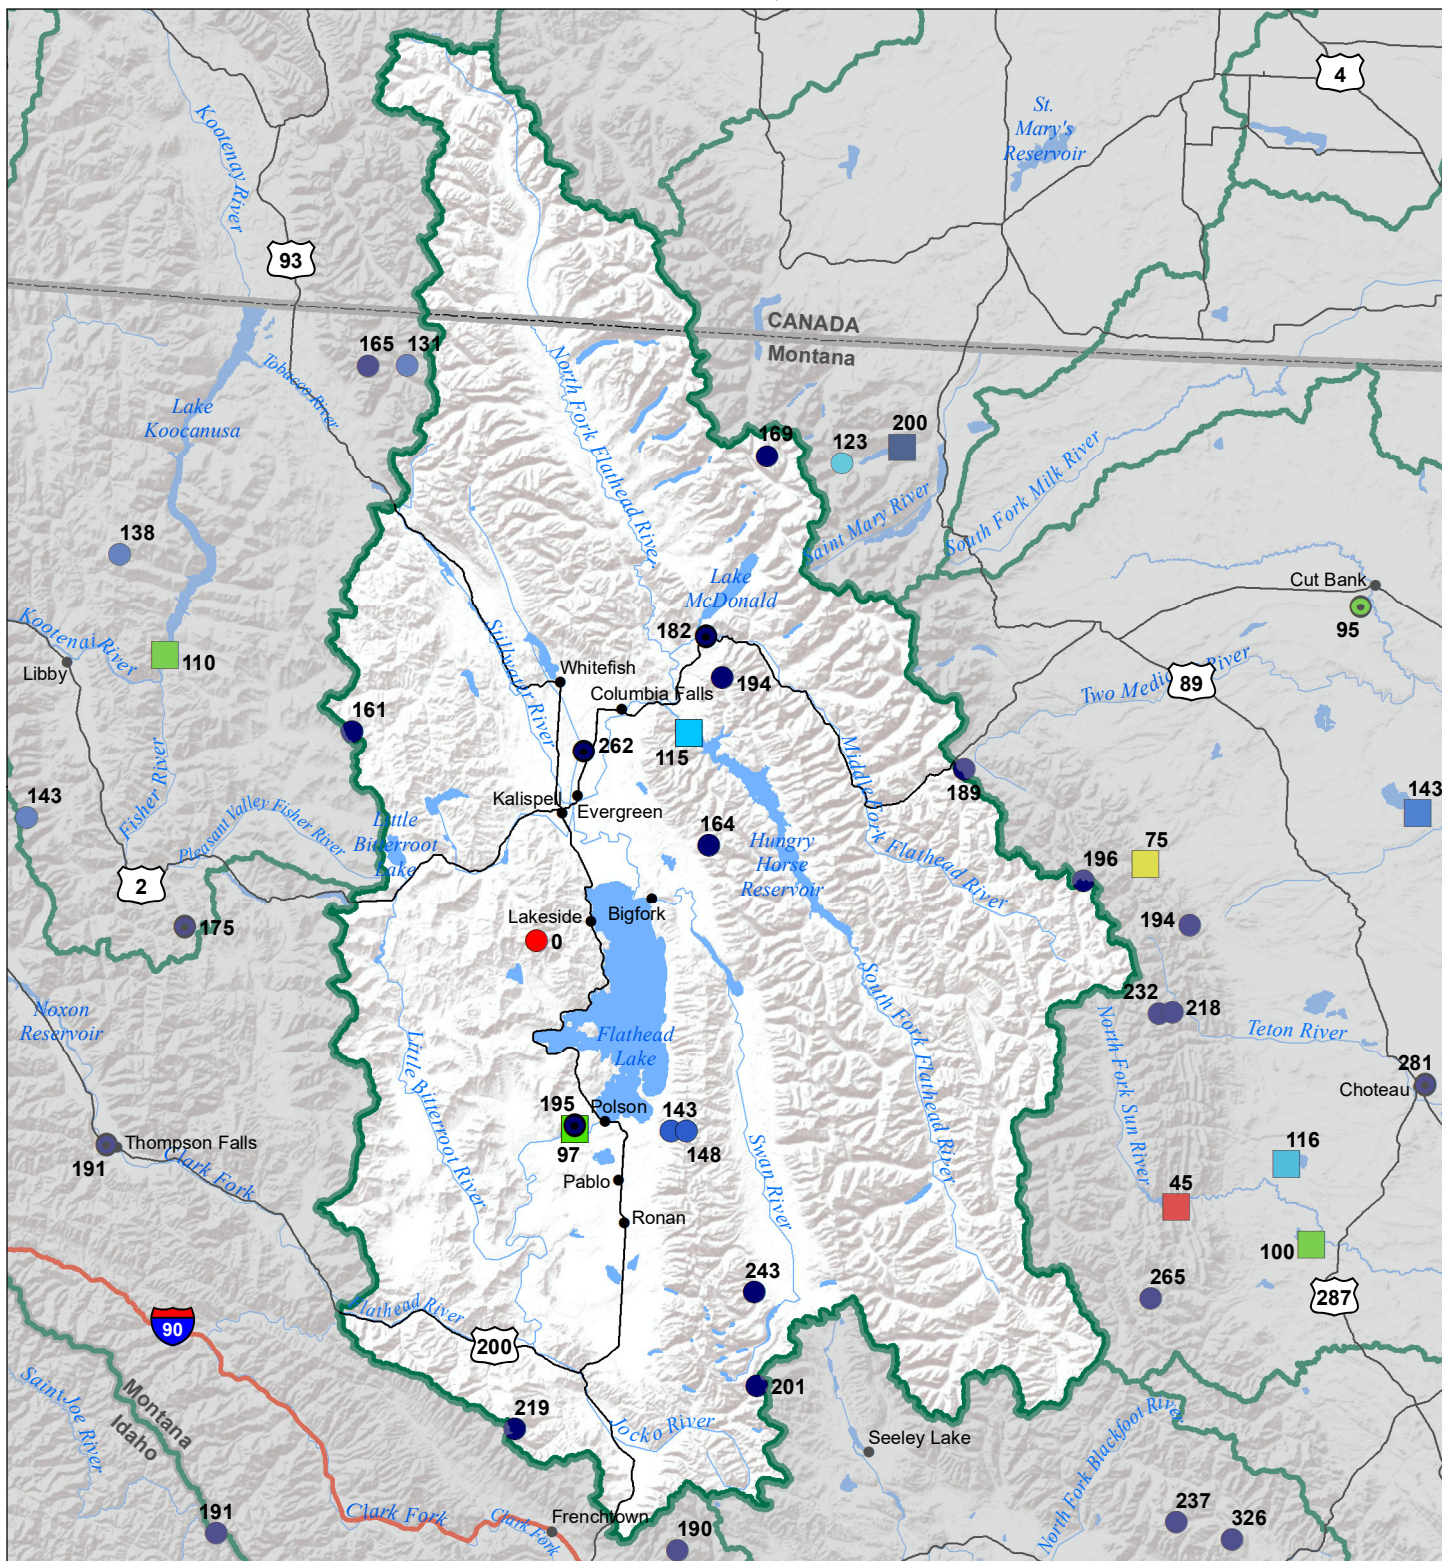 4
St.
Mary's
Reservoir
Kootenay River
93
CANADA
Montana
165
131
Tobacco River
North Fork Flathead River
Lake
Koocanusa
169
123
200
Saint Mary River
South Fork Milk River
138
Lake
McDonald
Cut Bank
95
182
Kootenai River
Libby
110
Stillwater River
Whitefish
194
Columbia Falls
Two Medic
River
89
161
262
115
Fisher River
Middle Fork Flathead River
189
143
Kalispell
Evergreen
143
Pleasant Valley Fisher River
Little
Bitterroot
Lake
164
Hungry
Horse
Reservoir
75
2
196
175
Lakeside
Bigfork
194
0
Noxon
Reservoir
South Fork Flathead River
232
218
North Fork Sun River
Teton River
Flathead
Lake
Little Bitterroot River
281
Choteau
195
Polson
143
97
148
Thompson Falls
191
Clark Fork
Swan River
116
Pablo
45
Ronan
100
243
265
287
Flathead River
90
200
Saint Joe River
Montana
Idaho
201
219
Jocko River
Seeley Lake
North Fork Blackfoot River
191
Clark Fork
Clark Fork
Frenchtown
190
237
326